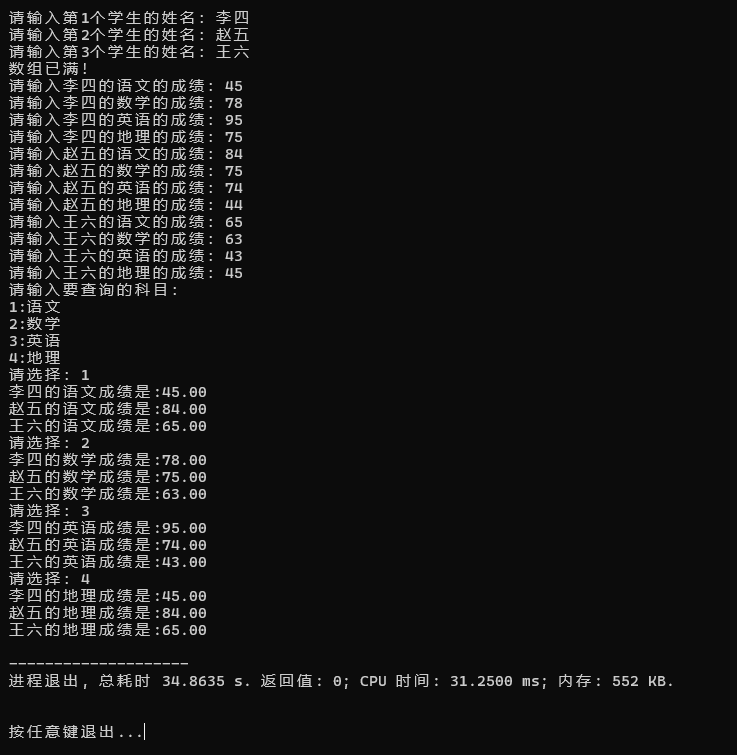 请输入第1个学生的姓名: 李四
请输入第2个学生的姓名: 赵五
请输入第3个学生的姓名: 王六
数组已满!
请输入李四的语文的成绩: 45
请输入李四的数学的成绩: 78
请输入李四的英语的成绩: 95
请输入李四的地理的成绩: 75
请输入赵五的语文的成绩: 84
请输入赵五的数学的成绩: 75
请输入赵五的英语的成绩: 74
请输入赵五的地理的成绩: 44
请输入王六的语文的成绩: 65
请输入王六的数学的成绩: 63
请输入王六的英语的成绩: 43
请输入王六的地理的成绩: 45
请输入要查询的科目:
1:语文
2:数学
3:英语
4:地理
请选择: 1
李四的语文成绩是:45.00
赵五的语文成绩是:84.00
王六的语文成绩是:65.00
请选择: 2
李四的数学成绩是:78.00
赵五的数学成绩是:75.00
王六的数学成绩是:63.00
请选择: 3
李四的英语成绩是:95.00
赵五的英语成绩是:74.00
王六的英语成绩是:43.00
请选择: 4
李四的地理成绩是:45.00
赵五的地理成绩是:84.00
王六的地理成绩是:65.00
--------------------
进程退出, 总耗时 34.8635 s. 返回值: 0; CPU 时间: 31.2500 ms; 内存: 552 KB.
按任意键退出...